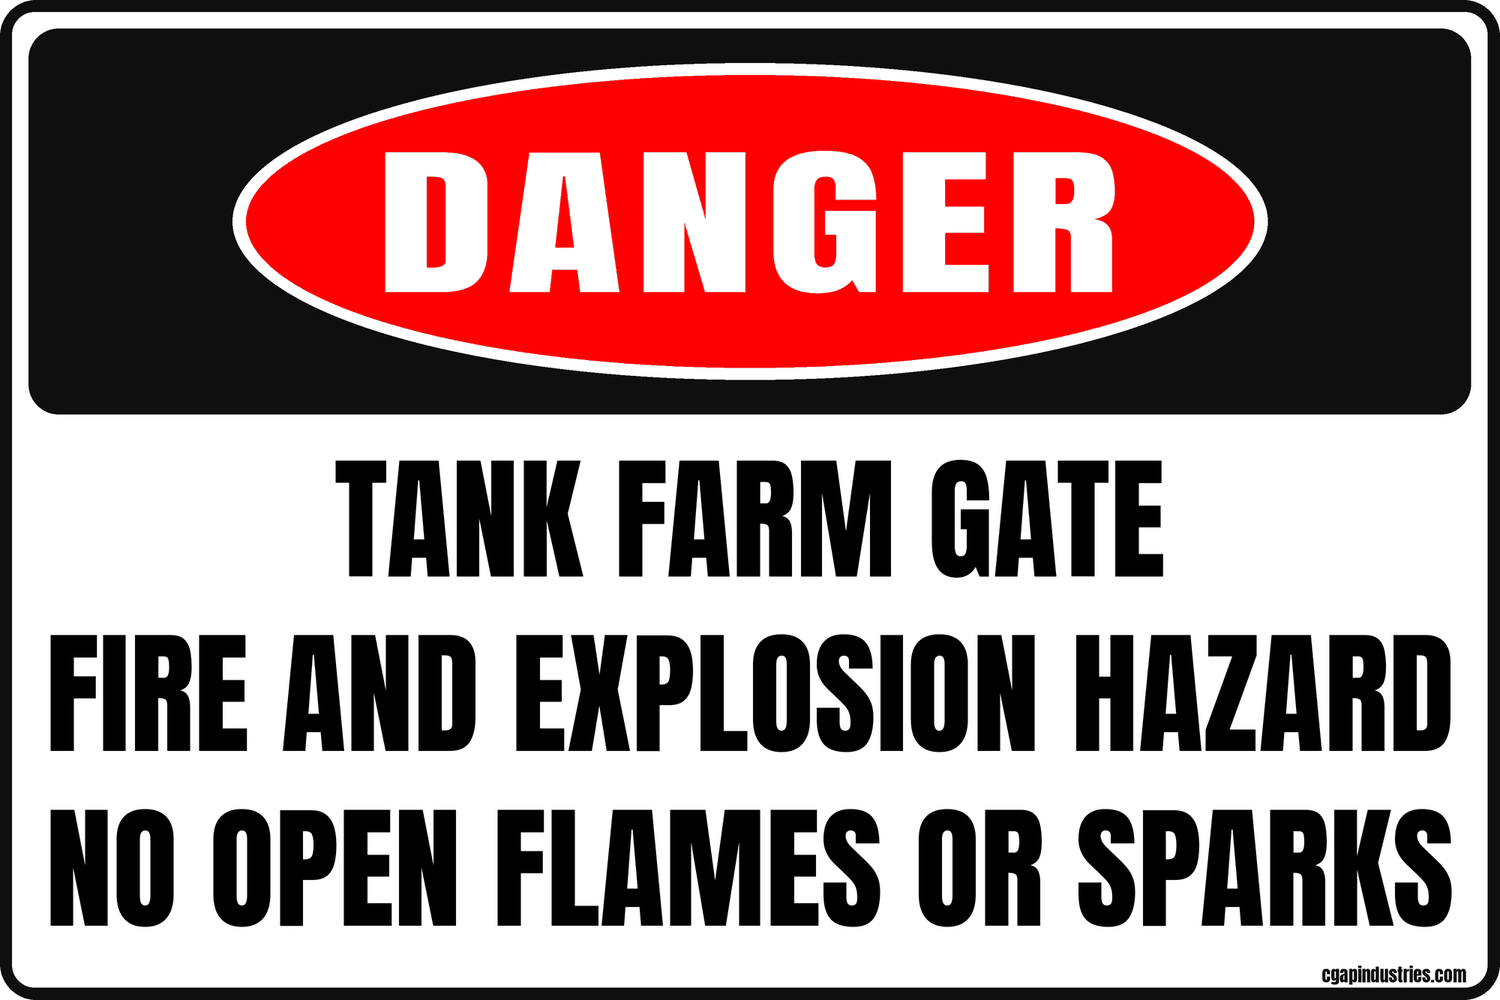 DANGER
TANK FARM GATE
FIRE AND EXPLOSION HAZARD
NO OPEN FLAMES OR SPARKS
cgapindustries.com